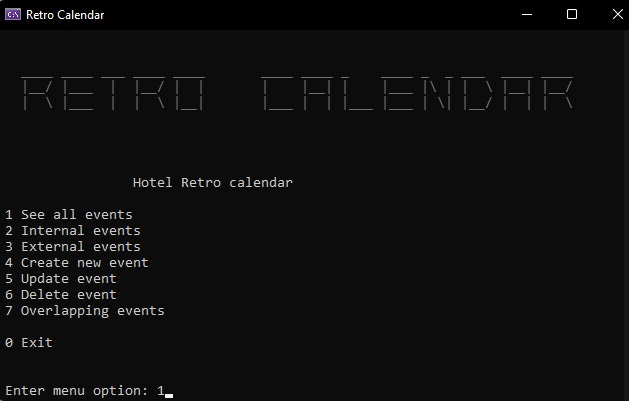 Retro Calendar
RETRO CALENDAR
Hotel Retro calendar
1 See all events
2 Internal events
3 External events
4 Create new event
5 Update event
6 Delete event
7 Overlapping events
0 Exit
Enter menu option: 1